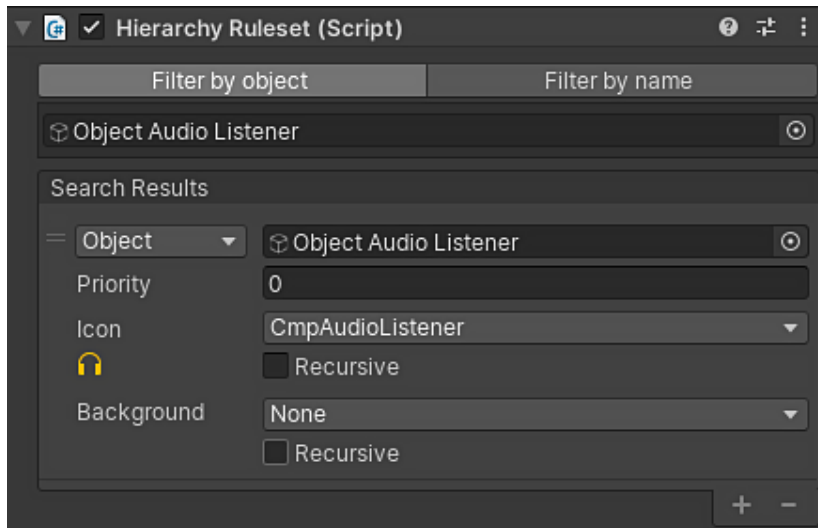 Hierarchy Ruleset (Script)
Filter by object Filter by name
Object Audio Listener
Search Results
Object Object Audio Listener
Priority 0
Icon CmpAudioListener
Recursive
Background None
Recursive